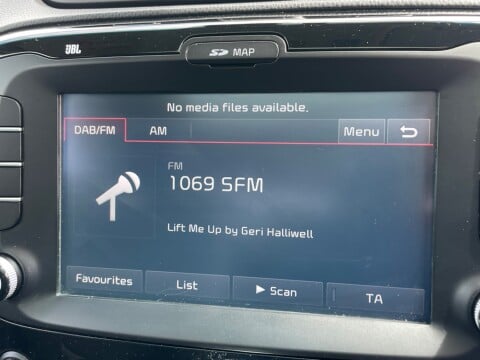 JBL
SD MAP
No media files available.
DAB/FM AM Menu
FM
1069 SFM
Lift Me Up by Geri Halliwell
Favourites List Scan TA